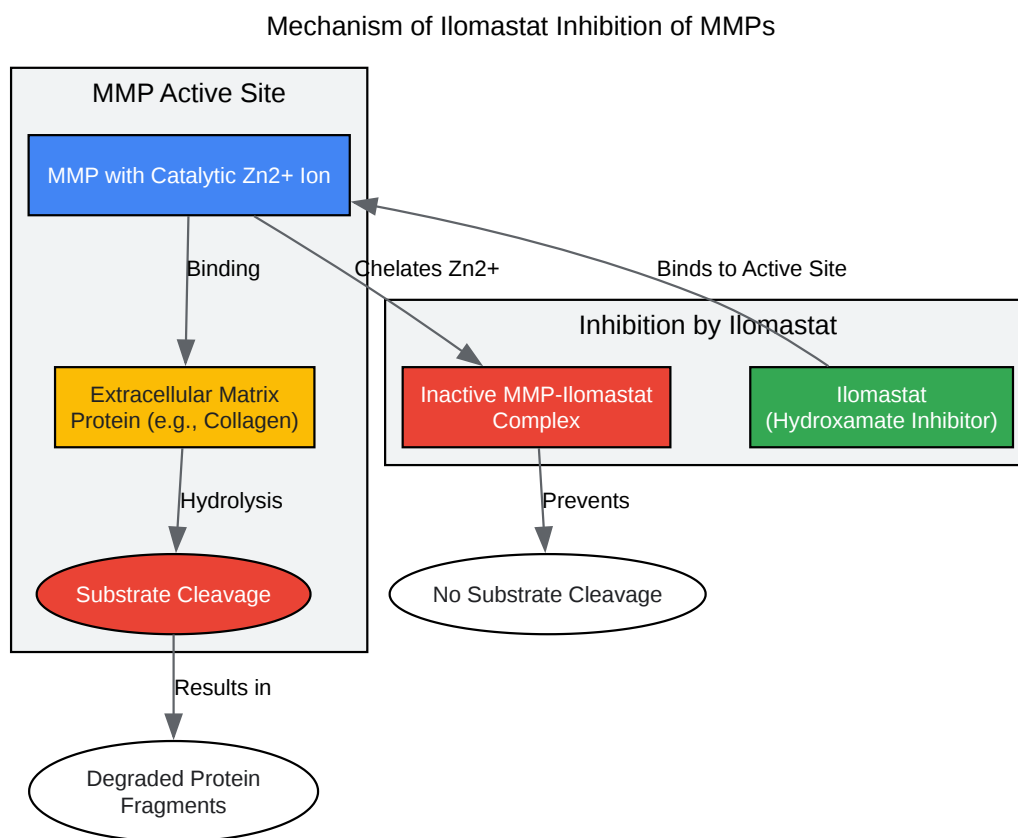 Mechanism of Ilomastat Inhibition of MMPs
MMP Active Site
MMP with Catalytic Zn2+ Ion
Binding
Chelates Zn2+
Binds to Active Site
Inhibition by Ilomastat
Extracellular Matrix
Protein (e.g., Collagen)
Inactive MMP-Ilomastat
Complex
Ilomastat
(Hydroxamate Inhibitor)
Hydrolysis
Prevents
Substrate Cleavage
No Substrate Cleavage
Results in
Degraded Protein
Fragments